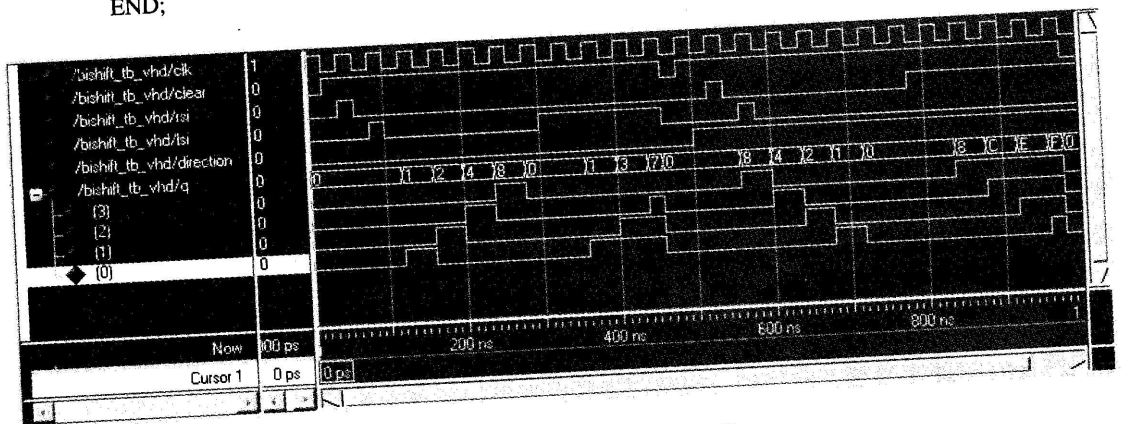 END;
/bishift_tb_vhd/clk 1
/bishift_tb_vhd/clear 0
/bishift_tb_vhd/rsi 0
/bishift_tb_vhd/lsi 0
/bishift_tb_vhd/direction 0
/bishift_tb_vhd/q 0 0 1 2 4 8 0 1 3 7 0 8 4 2 1 0 8 C E F 0
(3) 0
(2) 0
(1) 0
(0) 0
200 ns 400 ns 600 ns 800 ns 1
Now 00 ps
Cursor 1 0 ps 0 ps